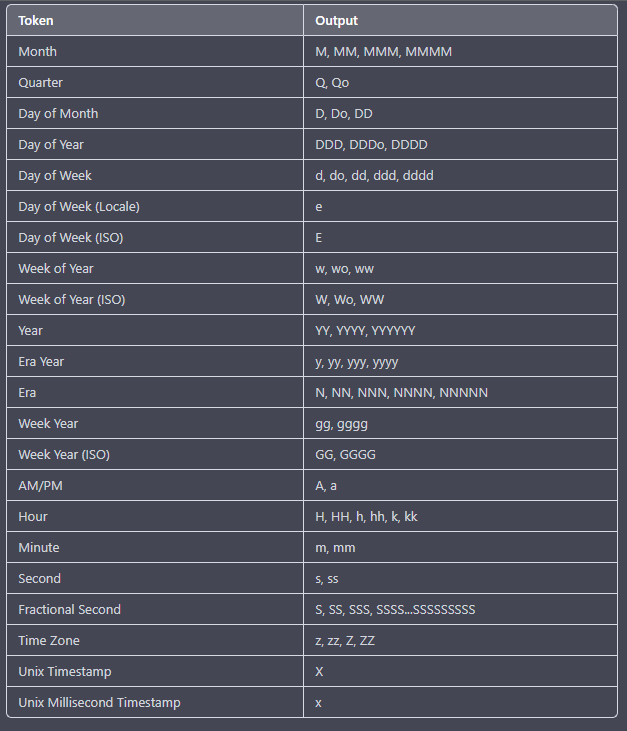 Token Output
Month M, MM, MMM, MMMM
Quarter Q, Qo
Day of Month D, Do, DD
Day of Year DDD, DDDo, DDDD
Day of Week d, do, dd, ddd, dddd
Day of Week (Locale) e
Day of Week (ISO) E
Week of Year w, wo, ww
Week of Year (ISO) W, Wo, WW
Year YY, YYYY, YYYYYY
Era Year y, yy, yyy, yyyy
Era N, NN, NNN, NNNN, NNNNN
Week Year gg, gggg
Week Year (ISO) GG, GGGG
AM/PM A, a
Hour H, HH, h, hh, k, kk
Minute m, mm
Second s, ss
Fractional Second S, SS, SSS, SSSS...SSSSSSSSS
Time Zone z, zz, Z, ZZ
Unix Timestamp X
Unix Millisecond Timestamp x